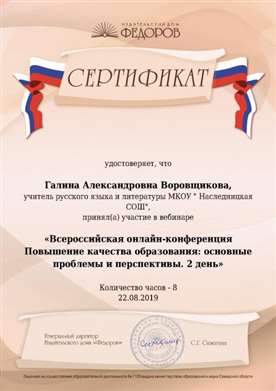 ИЗДАТЕЛЬСКИЙ ДОМ
ФЕДОРОВ
СЕРТИФИКАТ
удостоверяет, что
Галина Александровна Воровщикова,
учитель русского языка и литературы МКОУ " Наследницкая
СОШ",
принял(а) участие в вебинаре
«Всероссийская онлайн-конференция
Повышение качества образования: основные
проблемы и перспективы. 2 день»
Количество часов - 8
22.08.2019
Генеральный директор
Издательского дома «Федоров»